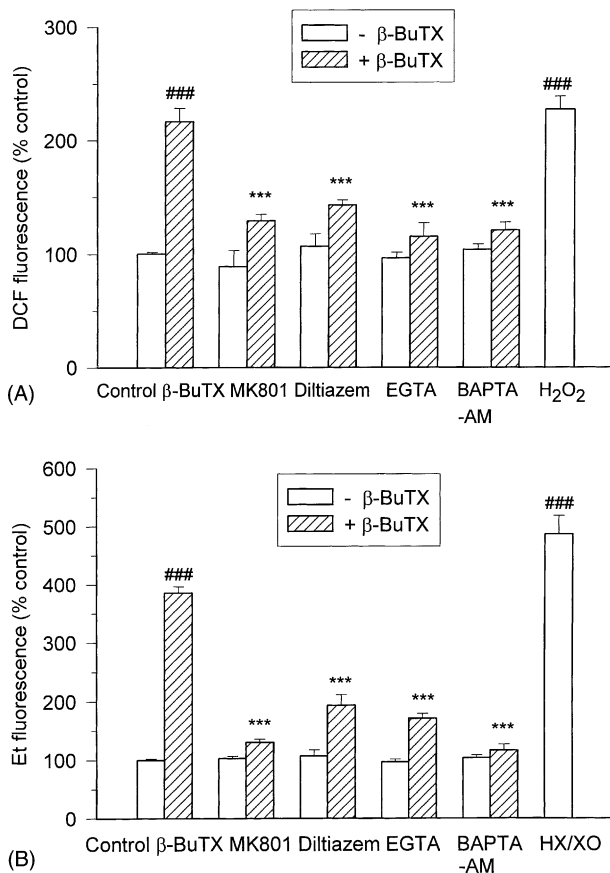 - β-BuTX
+ β-BuTX
DCF fluorescence (% control)
300
200
100
0
###
***
***
***
***
###
Control β-BuTX MK801 Diltiazem EGTA BAPTA H₂O₂
-AM
(A)
- β-BuTX
+ β-BuTX
Et fluorescence (% control)
600
500
400
300
200
100
0
###
***
***
***
***
###
Control β-BuTX MK801 Diltiazem EGTA BAPTA HX/XO
-AM
(B)